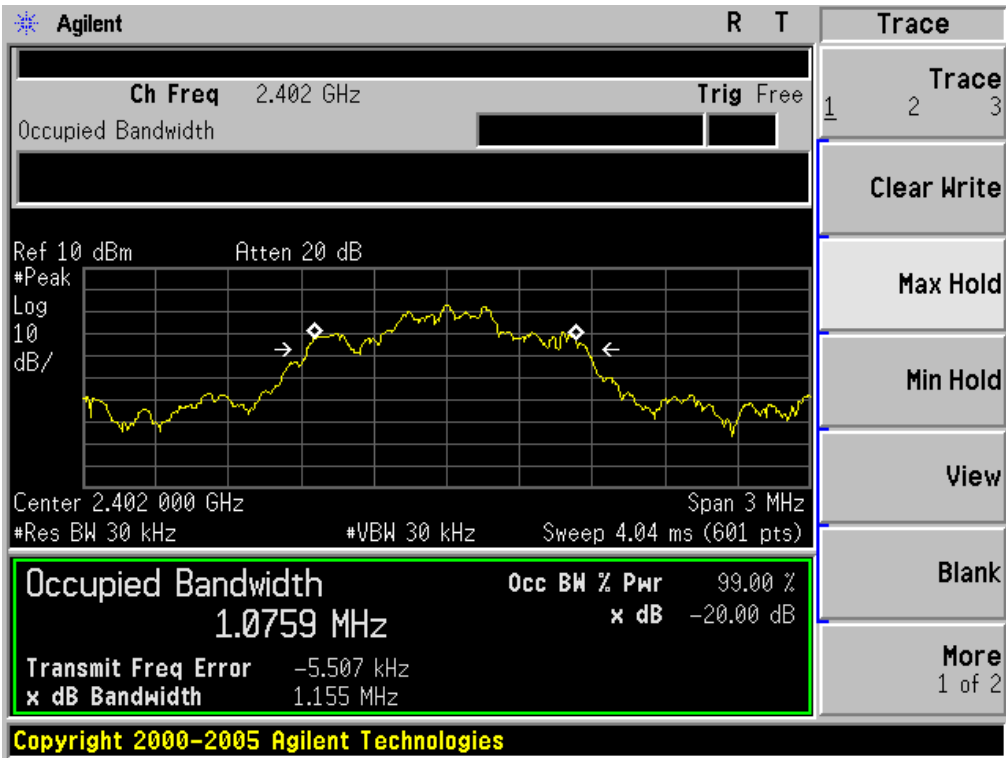 Agilent R T Trace
Ch Freq 2.402 GHz Trig Free
Occupied Bandwidth
Trace
1 2 3
Clear Write
Ref 10 dBm Atten 20 dB
#Peak
Log
10
dB/
Max Hold
Min Hold
View
Center 2.402 000 GHz Span 3 MHz
#Res BW 30 kHz #VBW 30 kHz Sweep 4.04 ms (601 pts)
Occupied Bandwidth Occ BW % Pwr 99.00 %
1.0759 MHz x dB -20.00 dB
Transmit Freq Error -5.507 kHz
x dB Bandwidth 1.155 MHz
Blank
More
1 of 2
Copyright 2000-2005 Agilent Technologies